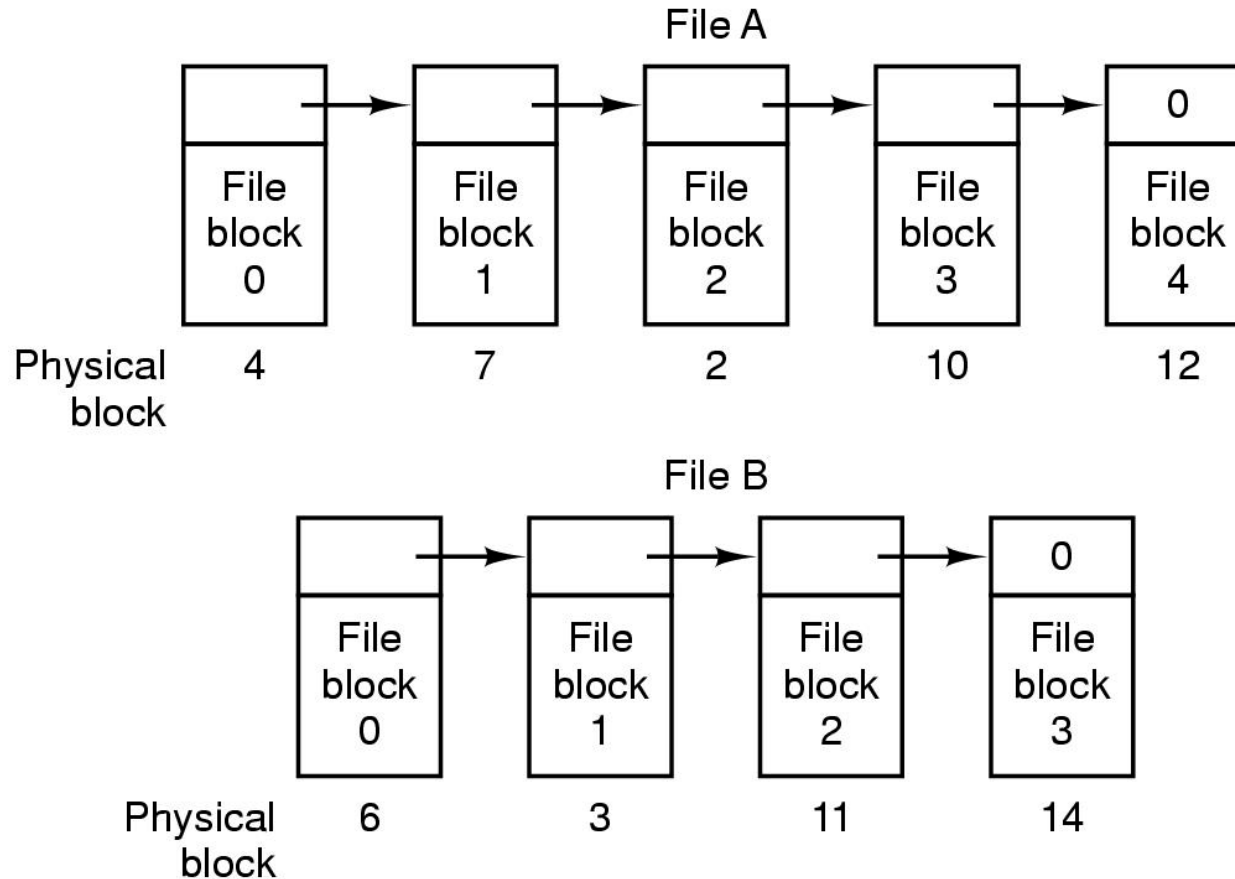 File A
0
File File File File File
block block block block block
0 1 2 3 4
Physical 4 7 2 10 12
block
File B
0
File File File File
block block block block
0 1 2 3
Physical 6 3 11 14
block